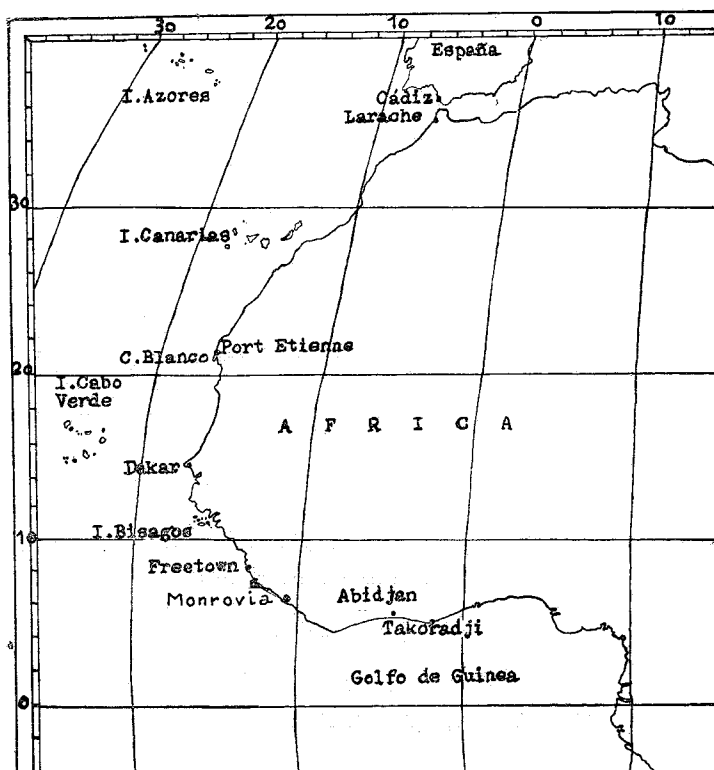 30 20 10 0 10
España
I.Azores
Cádiz
Larache
30
I.Canarias
Port Etienne
C.Blanco
20
I.Cabo
Verde
A F R I C A
Dakar
10
I.Bisagos
Freetown
Monrovia
Abidjan
Takoradji
Golfo de Guinea
0